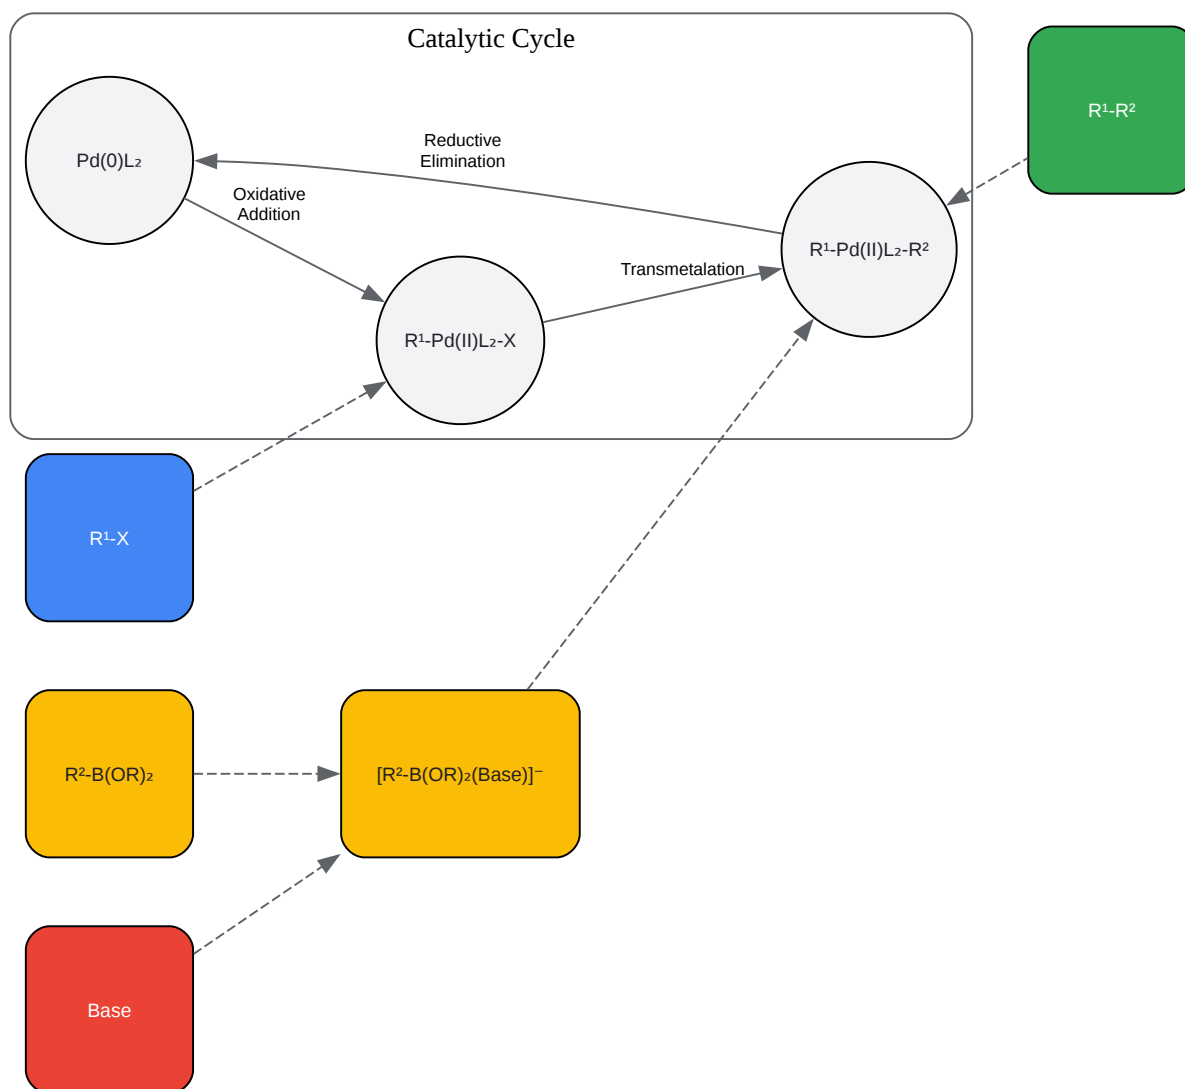 Catalytic Cycle
R¹-R²
Pd(0)L₂
Reductive
Elimination
Oxidative
Addition
R¹-Pd(II)L₂-R²
Transmetalation
R¹-Pd(II)L₂-X
R¹-X
R²-B(OR)₂
[R²-B(OR)₂(Base)]⁻
Base